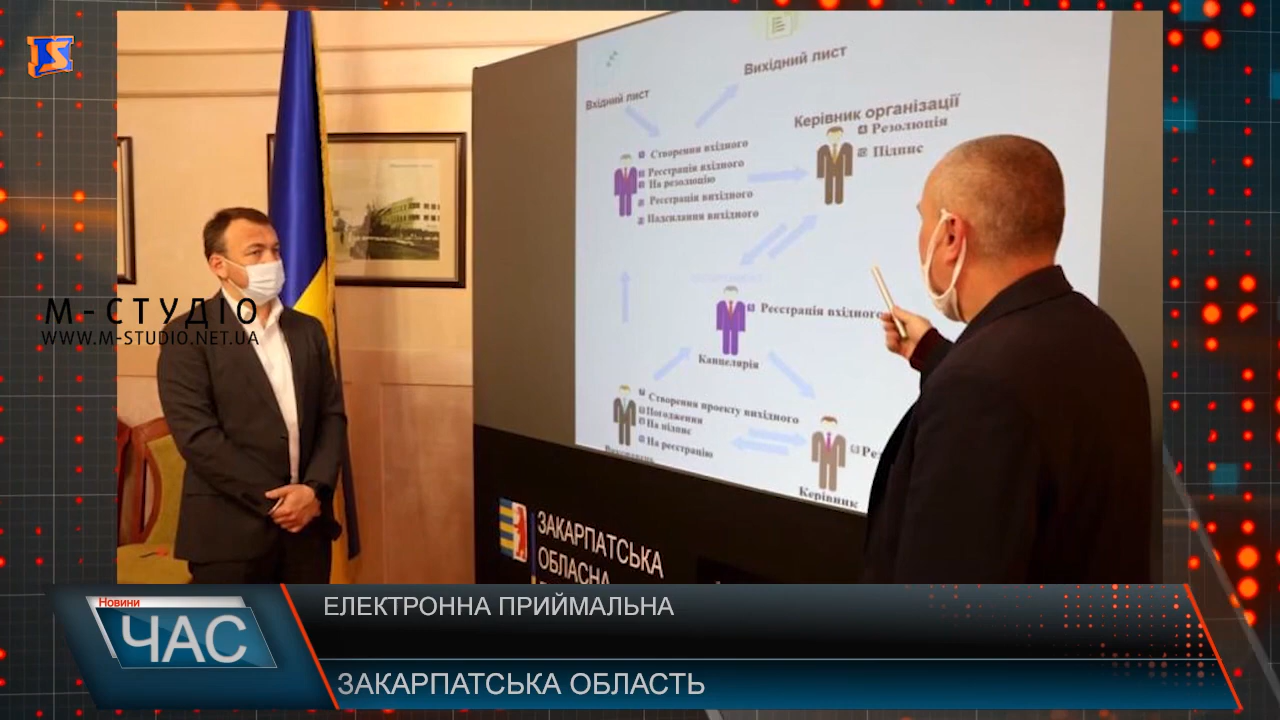 Вхідний лист
Вихідний лист
Керівник організації
Резолюція
Підпис
Створення вхідного
Реєстрація вхідного
На резолюцію
Реєстрація вихідного
Надсилання вихідного
Реєстрація вхідного
Канцелярія
Створення проекту вихідного
Погодження
На підпис
На реєстрацію
Керівник
М-СТУДІО
WWW.M-STUDIO.NET.UA
ЗАКАРПАТСЬКА
ОБЛАСНА
Новини
ЧАС
ЕЛЕКТРОННА ПРИЙМАЛЬНА
ЗАКАРПАТСЬКА ОБЛАСТЬ